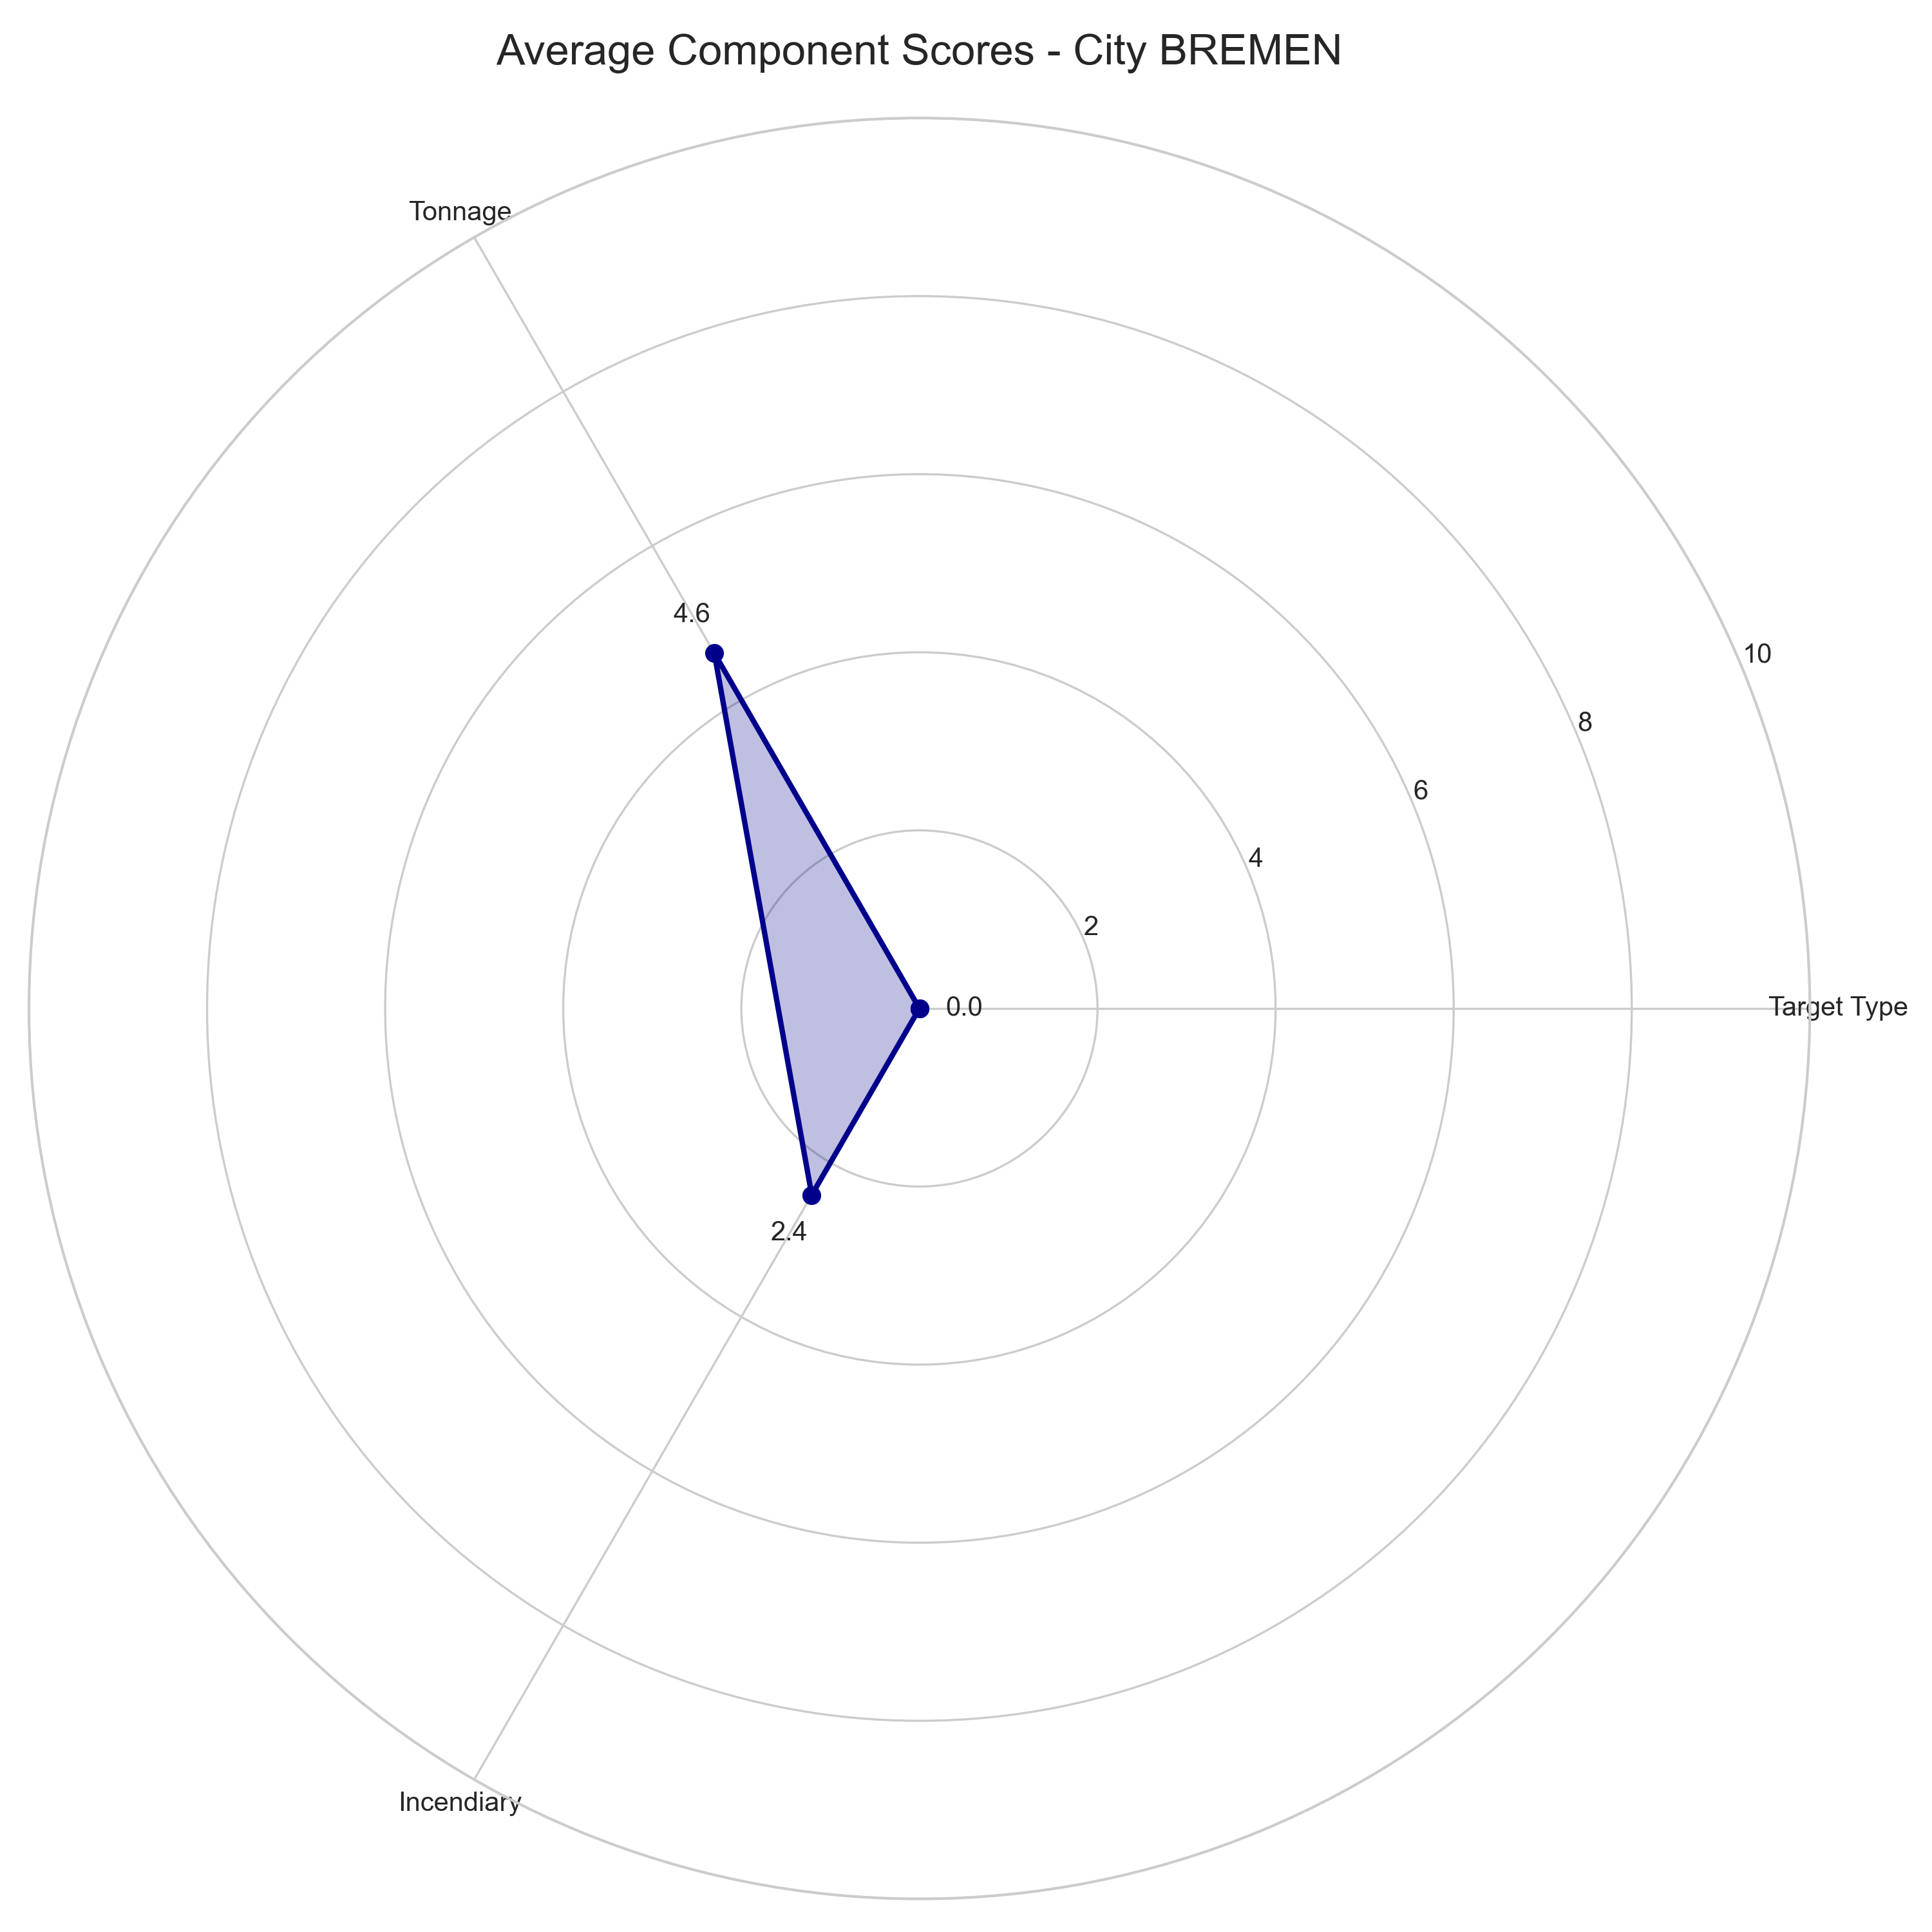 Average Component Scores - City BREMEN
Tonnage
4.6
10
8
6
4
2
0.0
Target Type
2.4
Incendiary